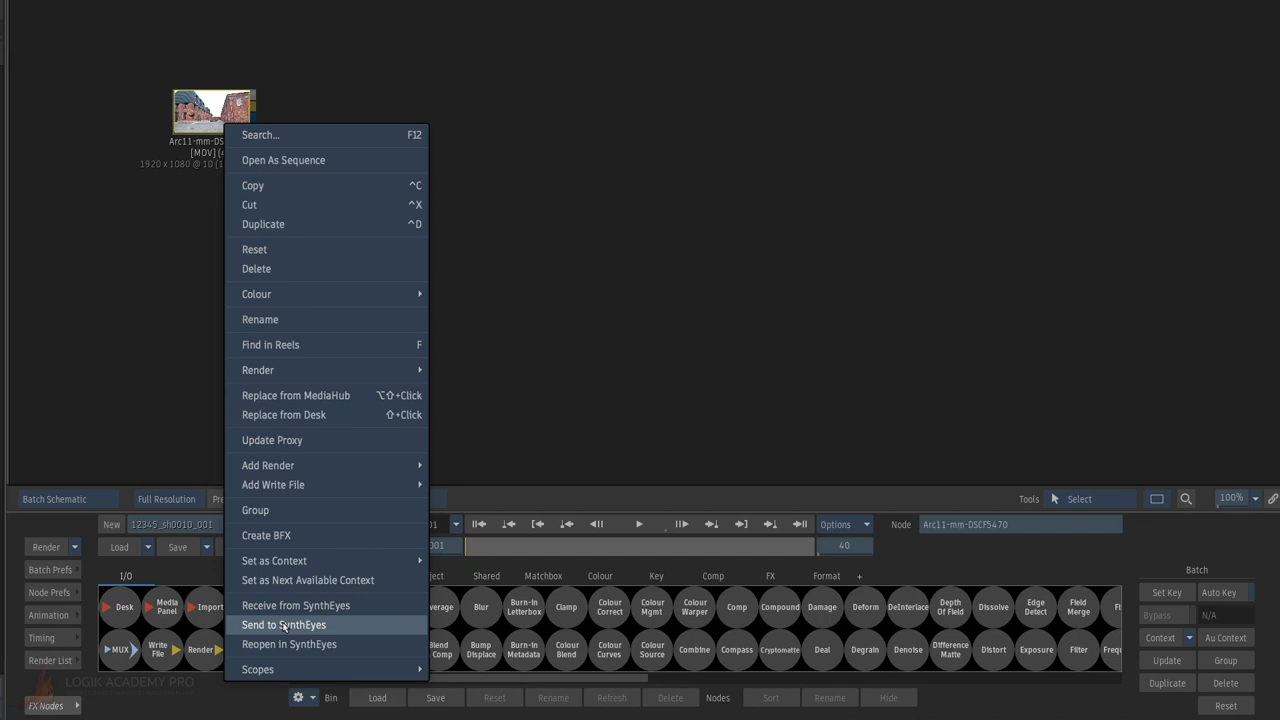 Arc11-mm-DS
[MOV]
1920 x 1080 @ 10
Search... F12
Open As Sequence
Copy ^C
Cut ^X
Duplicate ^D
Reset
Delete
Colour
Rename
Find in Reels F
Render
Replace from MediaHub ⌥⇧+Click
Replace from Desk ⇧+Click
Update Proxy
Add Render
Add Write File
Group
Create BFX
Set as Context
Set as Next Available Context
Receive from SynthEyes
Send to SynthEyes
Reopen in SynthEyes
Scopes
Batch Schematic Full Resolution Tools Select 100%
New 12345_sh0010_001 Options Node Arc11-mm-DSCF5470
Render Load Save 001 40
Batch Prefs I/O Shared Matchbox Colour Key Comp FX Format + Batch
Node Prefs Set Key Auto Key
Desk Media Panel Import Blur Burn-In Letterbox Clamp Colour Correct Colour Mgmt Colour Warper Comp Compound Damage Deform DeInterlace Depth Of Field Dissolve Edge Detect Field Merge
Animation Bypass N/A
Timing Context Au Context
MUX Write File Render Bump Displace Burn-In Metadata Colour Blend Colour Curves Colour Source Combine Compass Cryptomatte Deal Degrain Denoise Difference Matte Distort Exposure Filter
Render List Update Group
LOGIK ACADEMY PRO
Duplicate Delete
FX Nodes Bin Load Save Reset Rename Refresh Delete Nodes Sort Rename Hide Reset